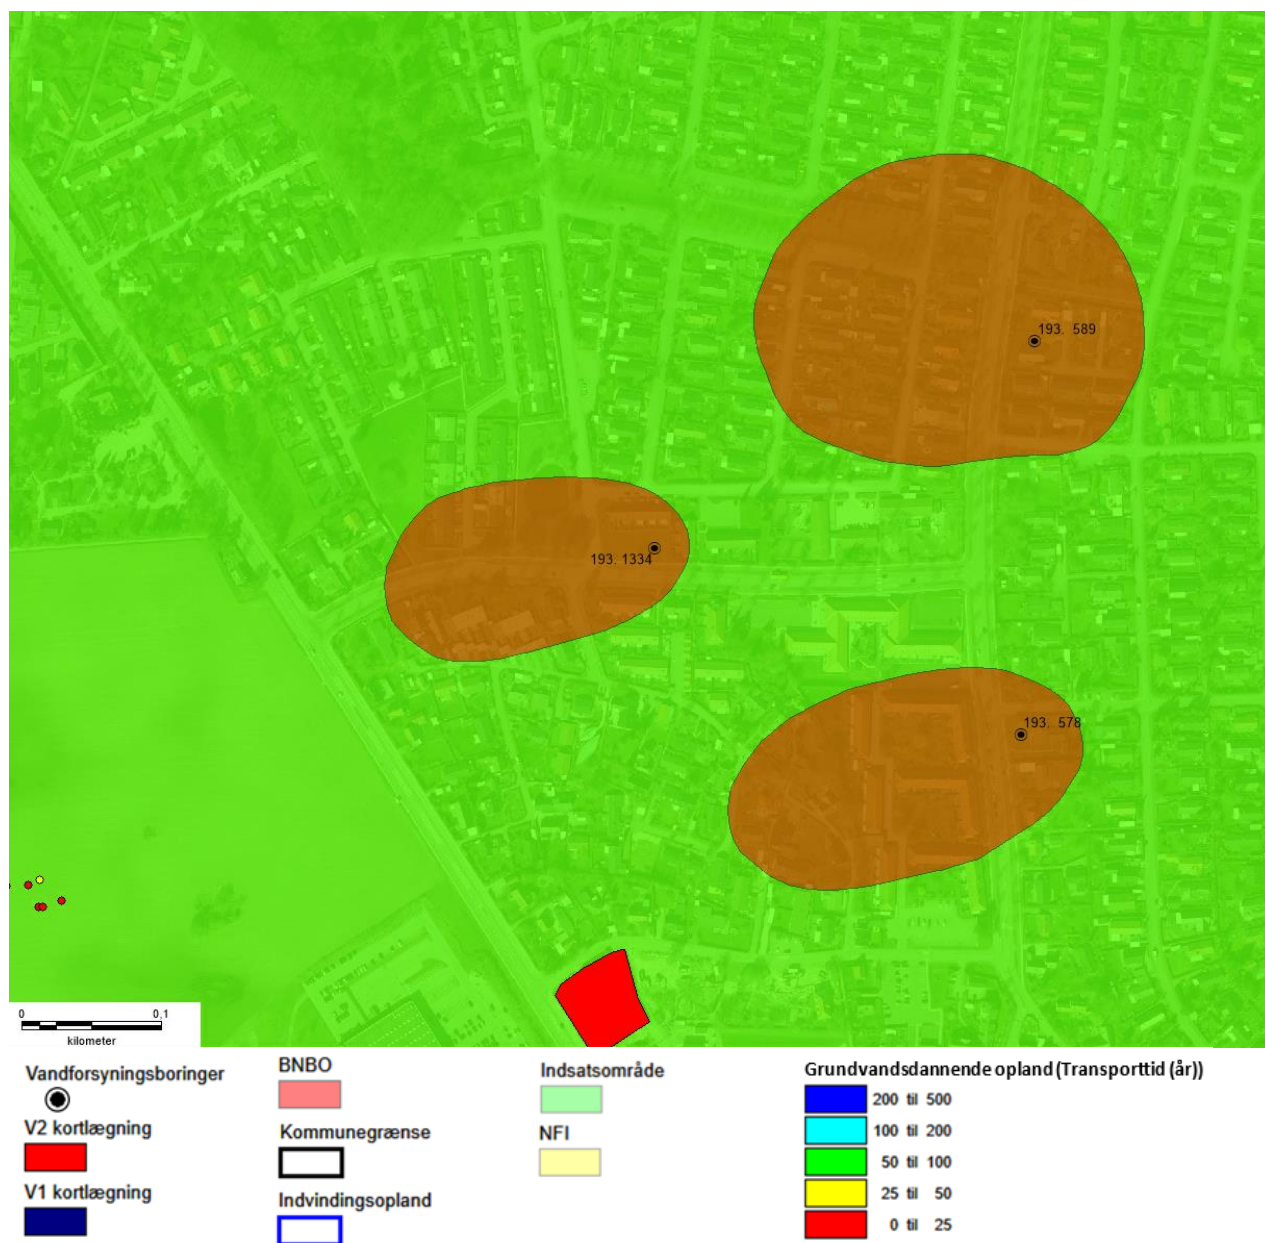 193. 589
193. 1334
193. 578
0 0,1
kilometer
Vandforsyningsboringer
V2 kortlægning
V1 kortlægning
BNBO
Kommunegrænse
Indvindingsopland
Indsatsområde
NFI
Grundvandsdannende opland (Transporttid (år))
200 til 500
100 til 200
50 til 100
25 til 50
0 til 25